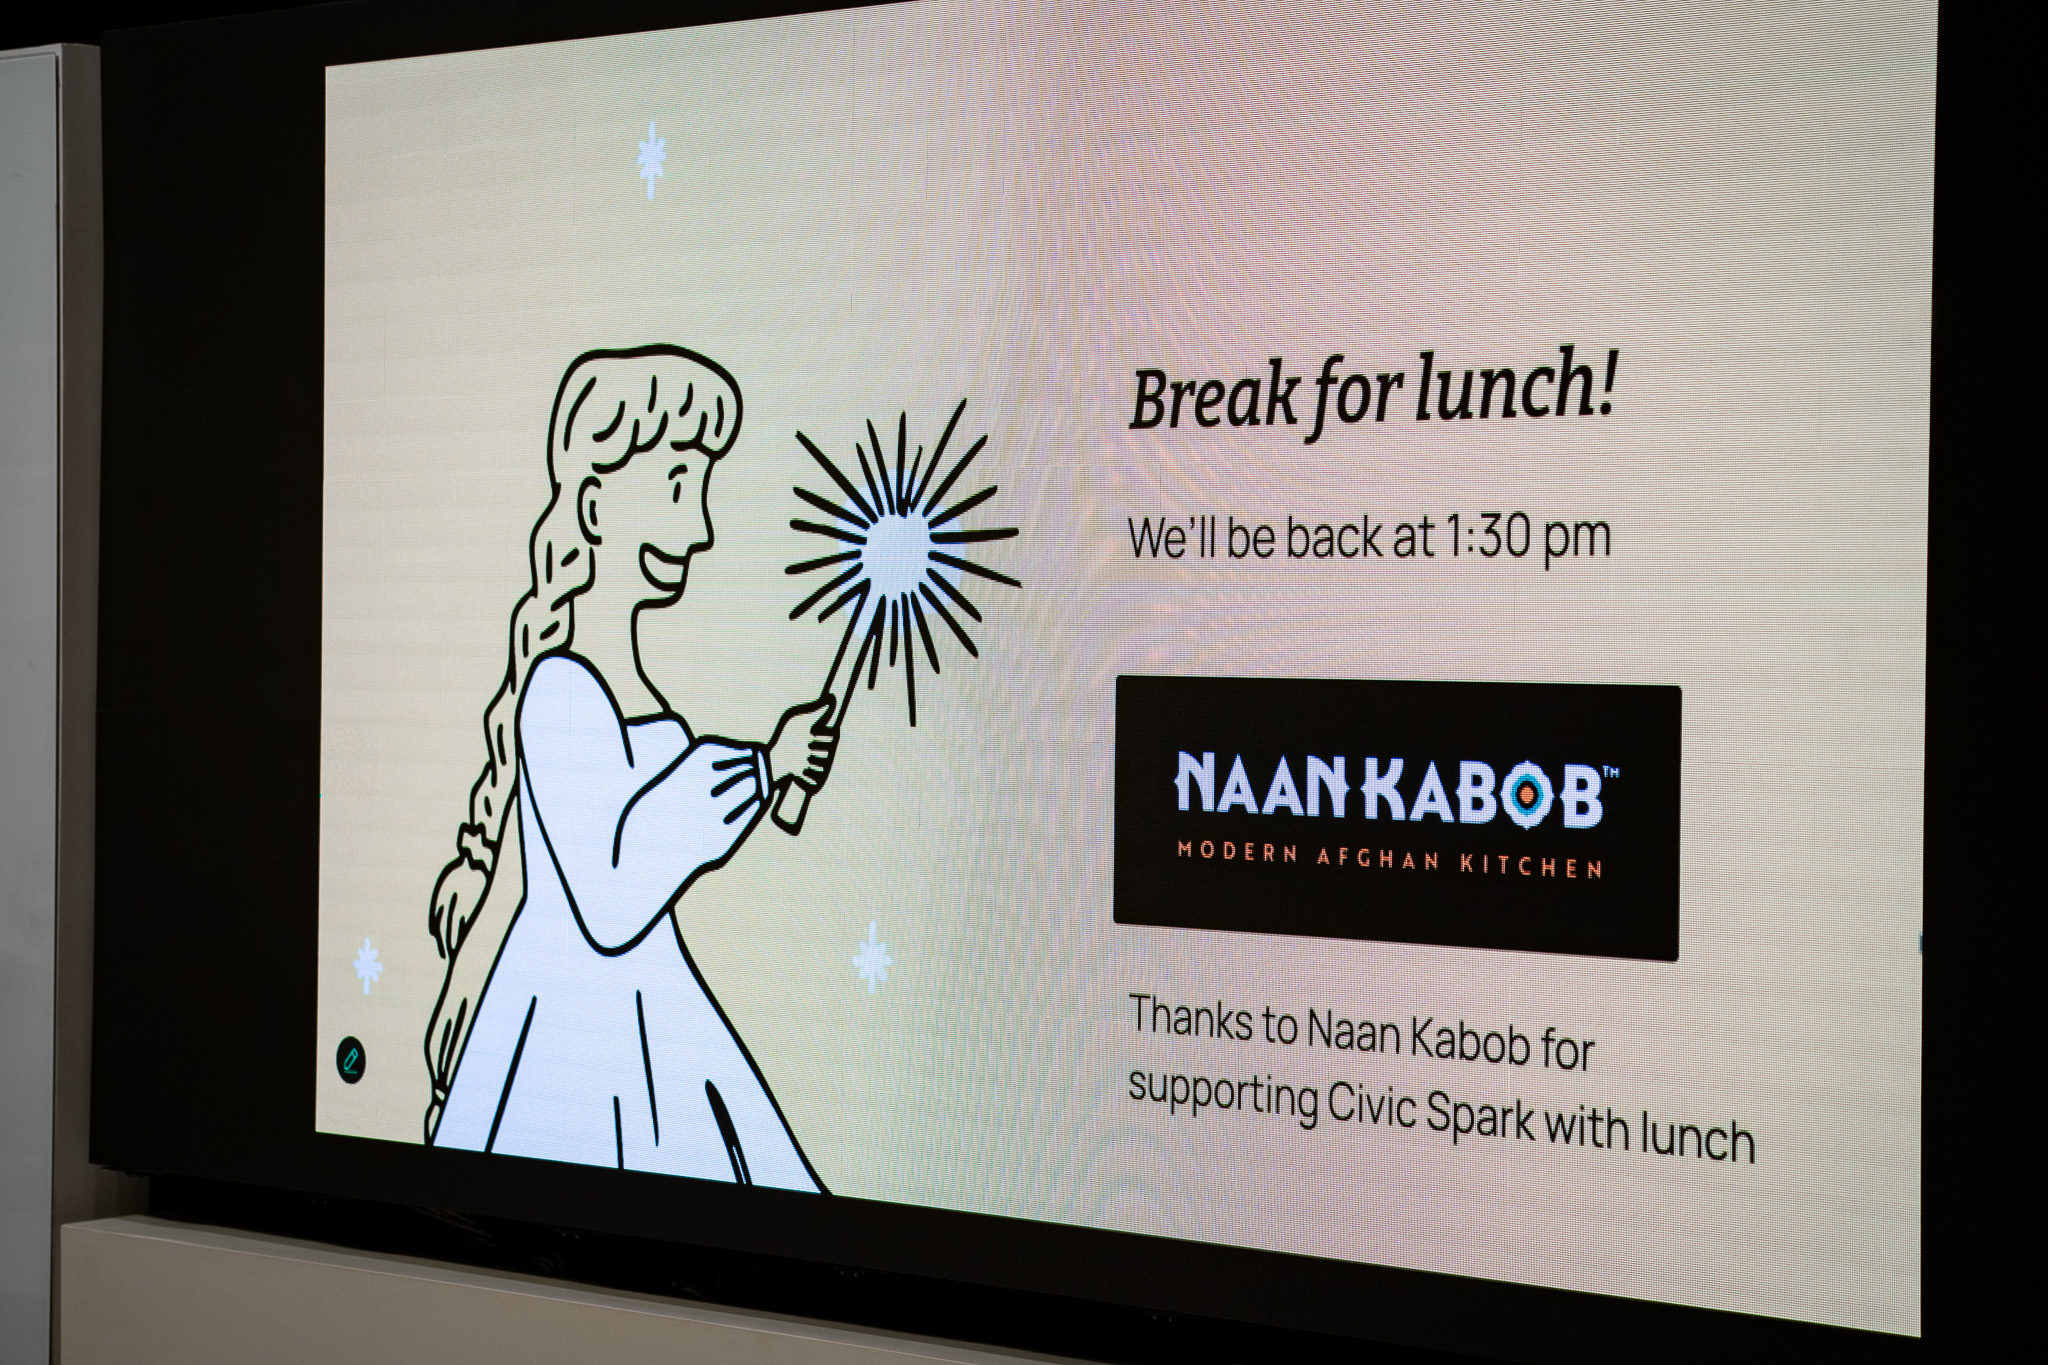 Break for lunch!
We'll be back at 1:30 pm
NAAN KABOB™
MODERN AFGHAN KITCHEN
Thanks to Naan Kabob for
supporting Civic Spark with lunch